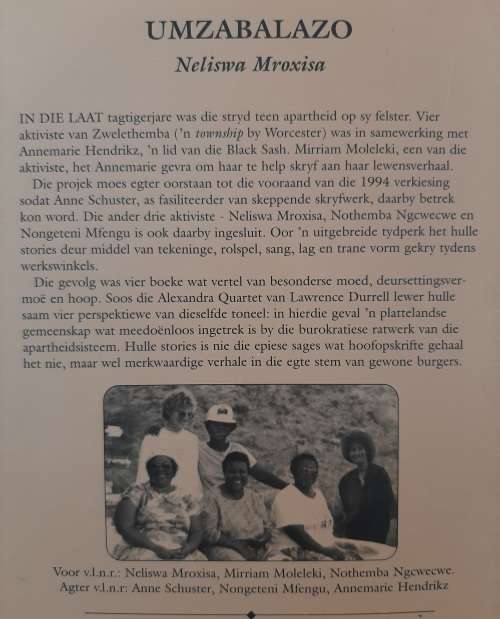 UMZABALAZO
Neliswa Mroxisa
IN DIE LAAT tagtigerjare was die stryd teen apartheid op sy felster. Vier
aktiviste van Zwelethemba ('n township by Worcester) was in samewerking met
Annemarie Hendrikz, 'n lid van die Black Sash. Mirriam Moleleki, een van die
aktiviste, het Annemarie gevra om haar te help skryf aan haar lewensverhaal.
Die projek moes egter oorstaan tot die vooraand van die 1994 verkiesing
sodat Anne Schuster, as fasiliteerder van skeppende skryfwerk, daarby betrek
kon word. Die ander drie aktiviste - Neliswa Mroxisa, Nothemba Ngcwecwe en
Nongeteni Mfengu is ook daarby ingesluit. Oor 'n uitgebreide tydperk het hulle
stories deur middel van tekeninge, rolspel, sang, lag en trane vorm gekry tydens
werkswinkels.
Die gevolg was vier boeke wat vertel van besonderse moed, deursettingsver-
moë en hoop. Soos die Alexandra Quartet van Lawrence Durrell lewer hulle
saam vier perspektiewe van dieselfde toneel: in hierdie geval 'n plattelandse
gemeenskap wat meedoënloos ingetrek is by die burokratiese ratwerk van die
apartheidsisteem. Hulle stories is nie die epiese sages wat hoofopskrifte gehaal
het nie, maar wel merkwaardige verhale in die egte stem van gewone burgers.
Voor v.l.n.r.: Neliswa Mroxisa, Mirriam Moleleki, Nothemba Ngcwecwe.
Agter v.l.n.r: Anne Schuster, Nongeteni Mfengu, Annemarie Hendrikz